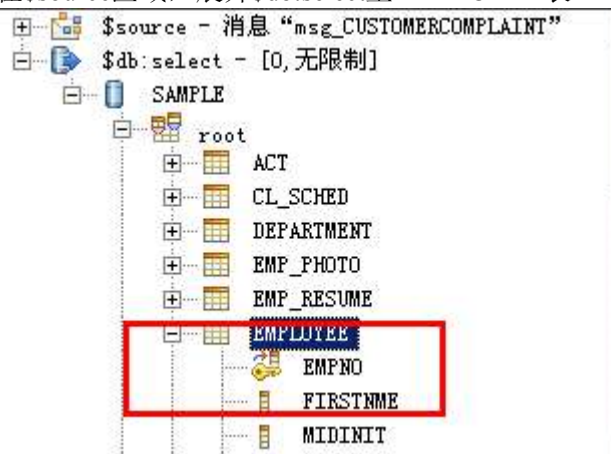 $source - 消息“msg_CUSTOMERCOMPLAINT”
$db:select - [0,无限制]
SAMPLE
root
ACT
CL_SCHED
DEPARTMENT
EMP_PHOTO
EMP_RESUME
EMPLOYEE
EMPNO
FIRSTNME
MIDINIT